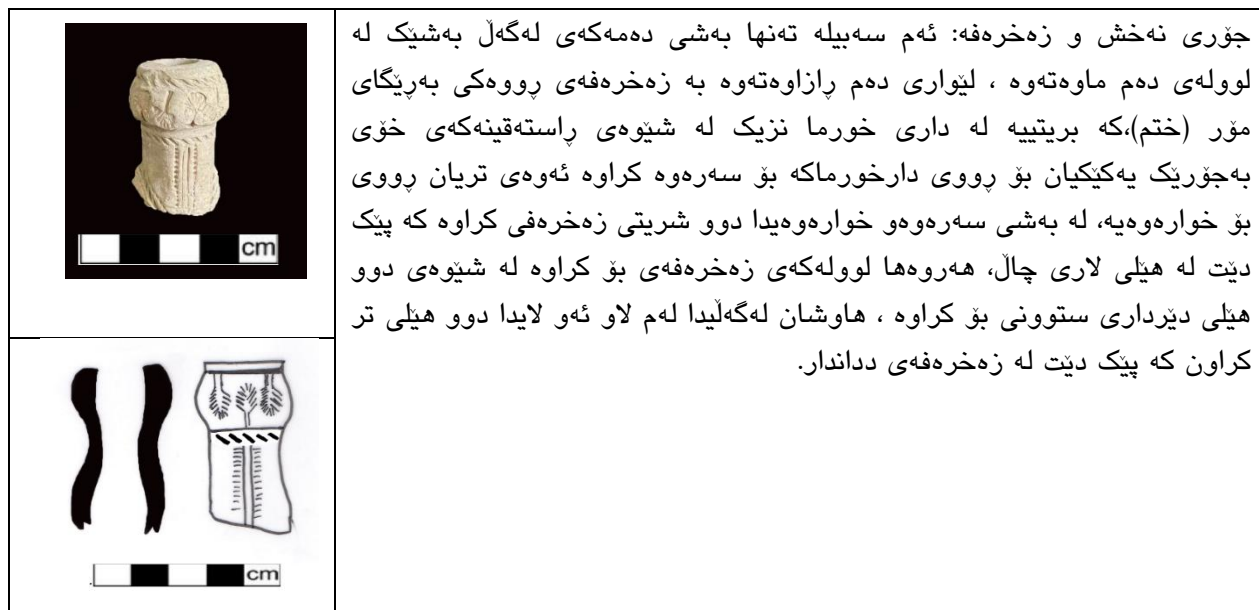 جۆری نەخش و زەخرەفە: ئەم سەبیلە تەنها بەشی دەمەکەی لەگەڵ بەشێک لە
لوولەی دەم ماوەتەوە ، لێواری دەم ڕازاوەتەوە بە زەخرەفەی ڕووەکی بەڕێگای
مۆر (ختم)،کە بریتییە لە داری خورما نزیک لە شێوەی ڕاستەقینەکەی خۆی
بەجۆرێک یەکێکیان بۆ ڕووی دارخورماکە بۆ سەرەوە کراوە ئەوەی تریان ڕووی
بۆ خوارەوەیە، لە بەشی سەرەوەو خوارەوەیدا دوو شریتی زەخرەفی کراوە کە پێک
دێت لە هێلی لاری چاڵ، هەروەها لوولەکەی زەخرەفەی بۆ کراوە لە شێوەی دوو
هێلی دێرداری ستوونی بۆ کراوە ، هاوشان لەگەڵیدا لەم لاو ئەو لایدا دوو هێلی تر
کراون کە پێک دێت لە زەخرەفەی دداندار.
cm
cm